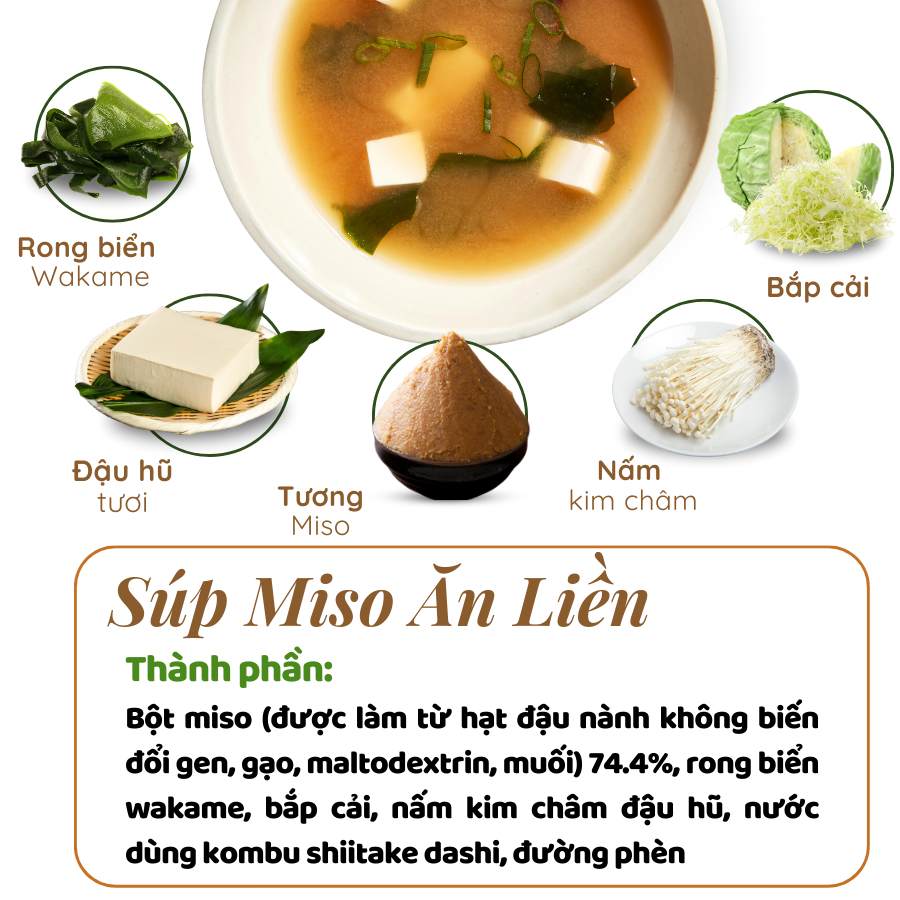 Rong biển
Wakame
Bắp cải
Đậu hũ
tươi
Tương
Miso
Nấm
kim châm
Súp Miso Ăn Liền
Thành phần:
Bột miso (được làm từ hạt đậu nành không biến
đổi gen, gạo, maltodextrin, muối) 74.4%, rong biển
wakame, bắp cải, nấm kim châm đậu hũ, nước
dùng kombu shiitake dashi, đường phèn